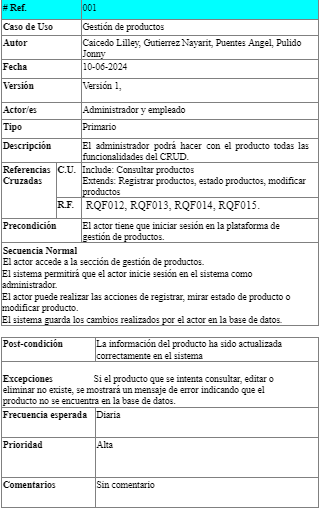 # Ref. 001
Caso de Uso Gestión de productos
Autor Caicedo Lilley, Gutierrez Nayarit, Puentes Angel, Pulido
Jonny
Fecha 10-06-2024
Versión Versión 1,
Actor/es Administrador y empleado
Tipo Primario
Descripción El administrador podrá hacer con el producto todas las
funcionalidades del CRUD.
Referencias C.U. Include: Consultar productos
Cruzadas Extends: Registrar productos, estado productos, modificar
productos
R.F. RQF012, RQF013, RQF014, RQF015.
Precondición El actor tiene que iniciar sesión en la plataforma de
gestión de productos.
Secuencia Normal
El actor accede a la sección de gestión de productos.
El sistema permitirá que el actor inicie sesión en el sistema como
administrador.
El actor puede realizar las acciones de registrar, mirar estado de producto o
modificar producto.
El sistema guarda los cambios realizados por el actor en la base de datos.
Post-condición La información del producto ha sido actualizada
correctamente en el sistema
Excepciones Si el producto que se intenta consultar, editar o
eliminar no existe, se mostrará un mensaje de error indicando que el
producto no se encuentra en la base de datos.
Frecuencia esperada Diaria
Prioridad Alta
Comentarios Sin comentario